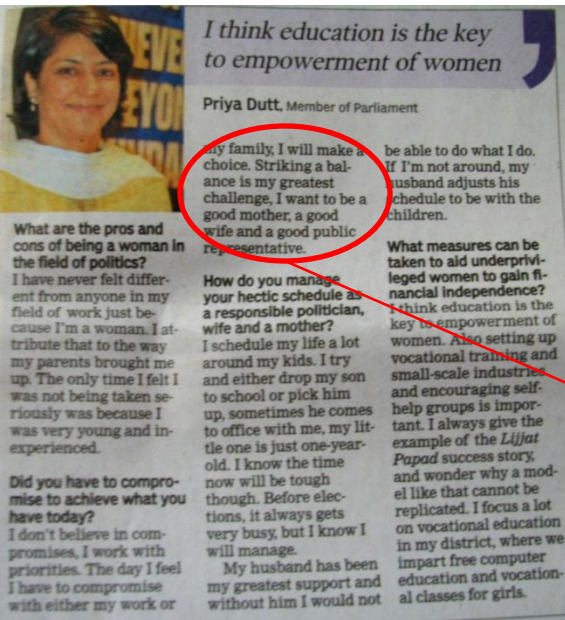 I think education is the key
to empowerment of women
Priya Dutt, Member of Parliament
What are the pros and
cons of being a woman in
the field of politics?
I have never felt differ-
ent from anyone in my
field of work just be-
cause I'm a woman. I at-
tribute that to the way
my parents brought me
up. The only time I felt I
was not being taken se-
riously was because I
was very young and in-
experienced.
Did you have to compro-
mise to achieve what you
have today?
I don't believe in com-
promises, I work with
priorities. The day I feel
I have to compromise
with either my work or
my family, I will make a
choice. Striking a bal-
ance is my greatest
challenge, I want to be a
good mother, a good
wife and a good public
representative.
How do you manage
your hectic schedule as
a responsible politician,
wife and a mother?
I schedule my life a lot
around my kids. I try
and either drop my son
to school or pick him
up, sometimes he comes
to office with me, my lit-
tle one is just one-year-
old. I know the time
now will be tough
though. Before elec-
tions, it always gets
very busy, but I know I
will manage.
My husband has been
my greatest support and
without him I would not
be able to do what I do.
If I'm not around, my
husband adjusts his
schedule to be with the
children.
What measures can be
taken to aid underprivi-
leged women to gain fi-
nancial independence?
I think education is the
key to empowerment of
women. Also setting up
vocational training and
small-scale industries
and encouraging self-
help groups is impor-
tant. I always give the
example of the Lijjat
Papad success story,
and wonder why a mod-
el like that cannot be
replicated. I focus a lot
on vocational education
in my district, where we
impart free computer
education and vocation-
al classes for girls.